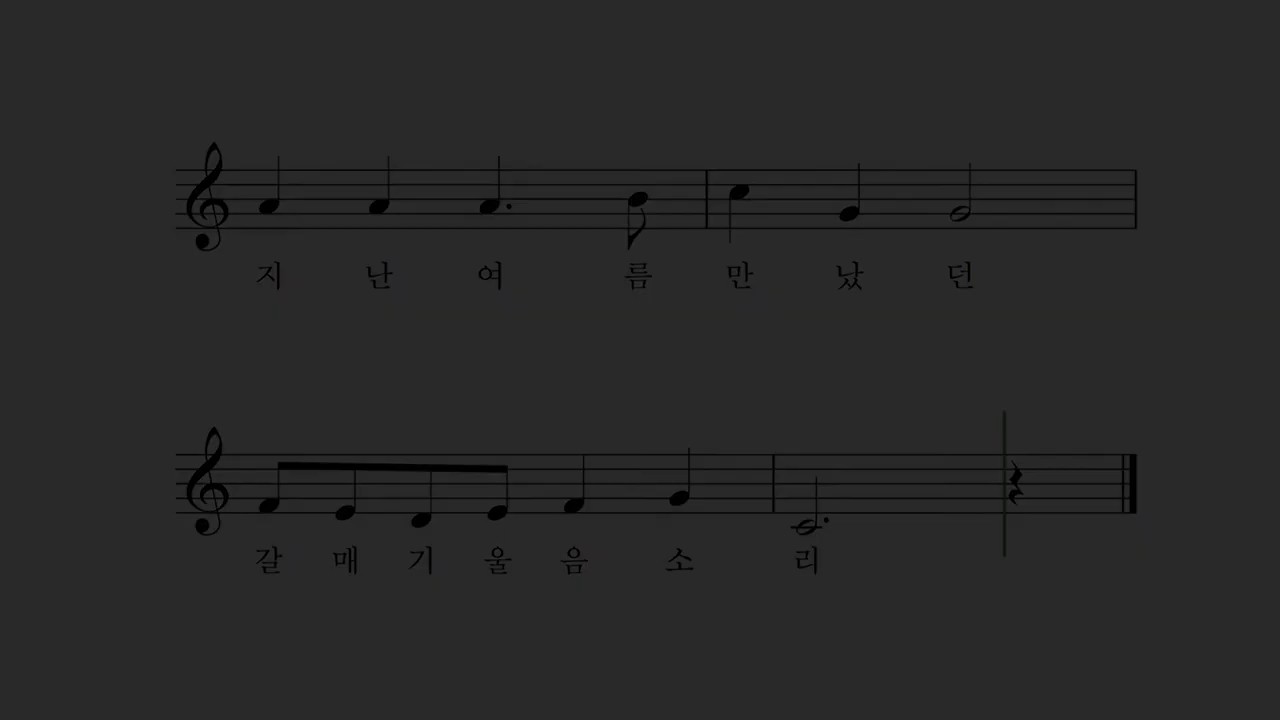 지 난 여 름 만 났 던
갈 매 기 울 음 소 리